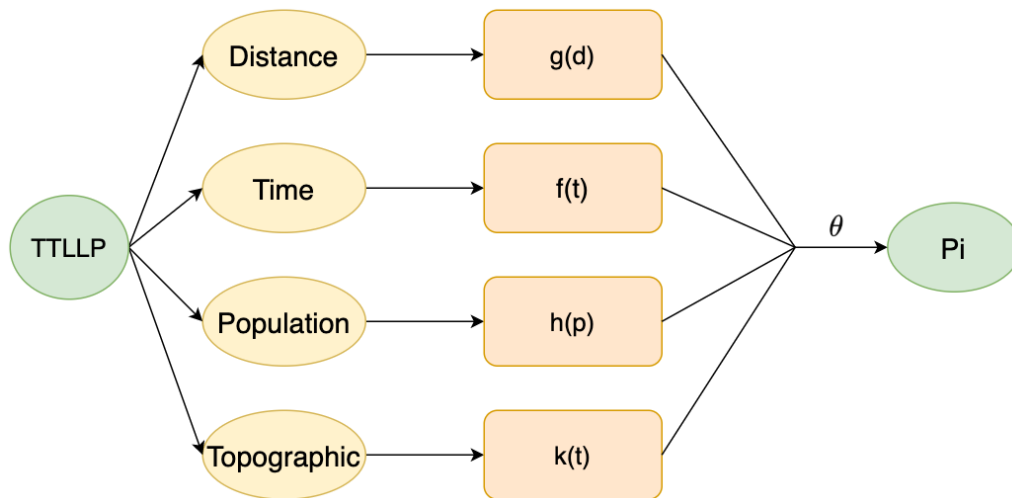 Distance
g(d)
Time
f(t)
θ
TTLLP
Pi
Population
h(p)
Topographic
k(t)